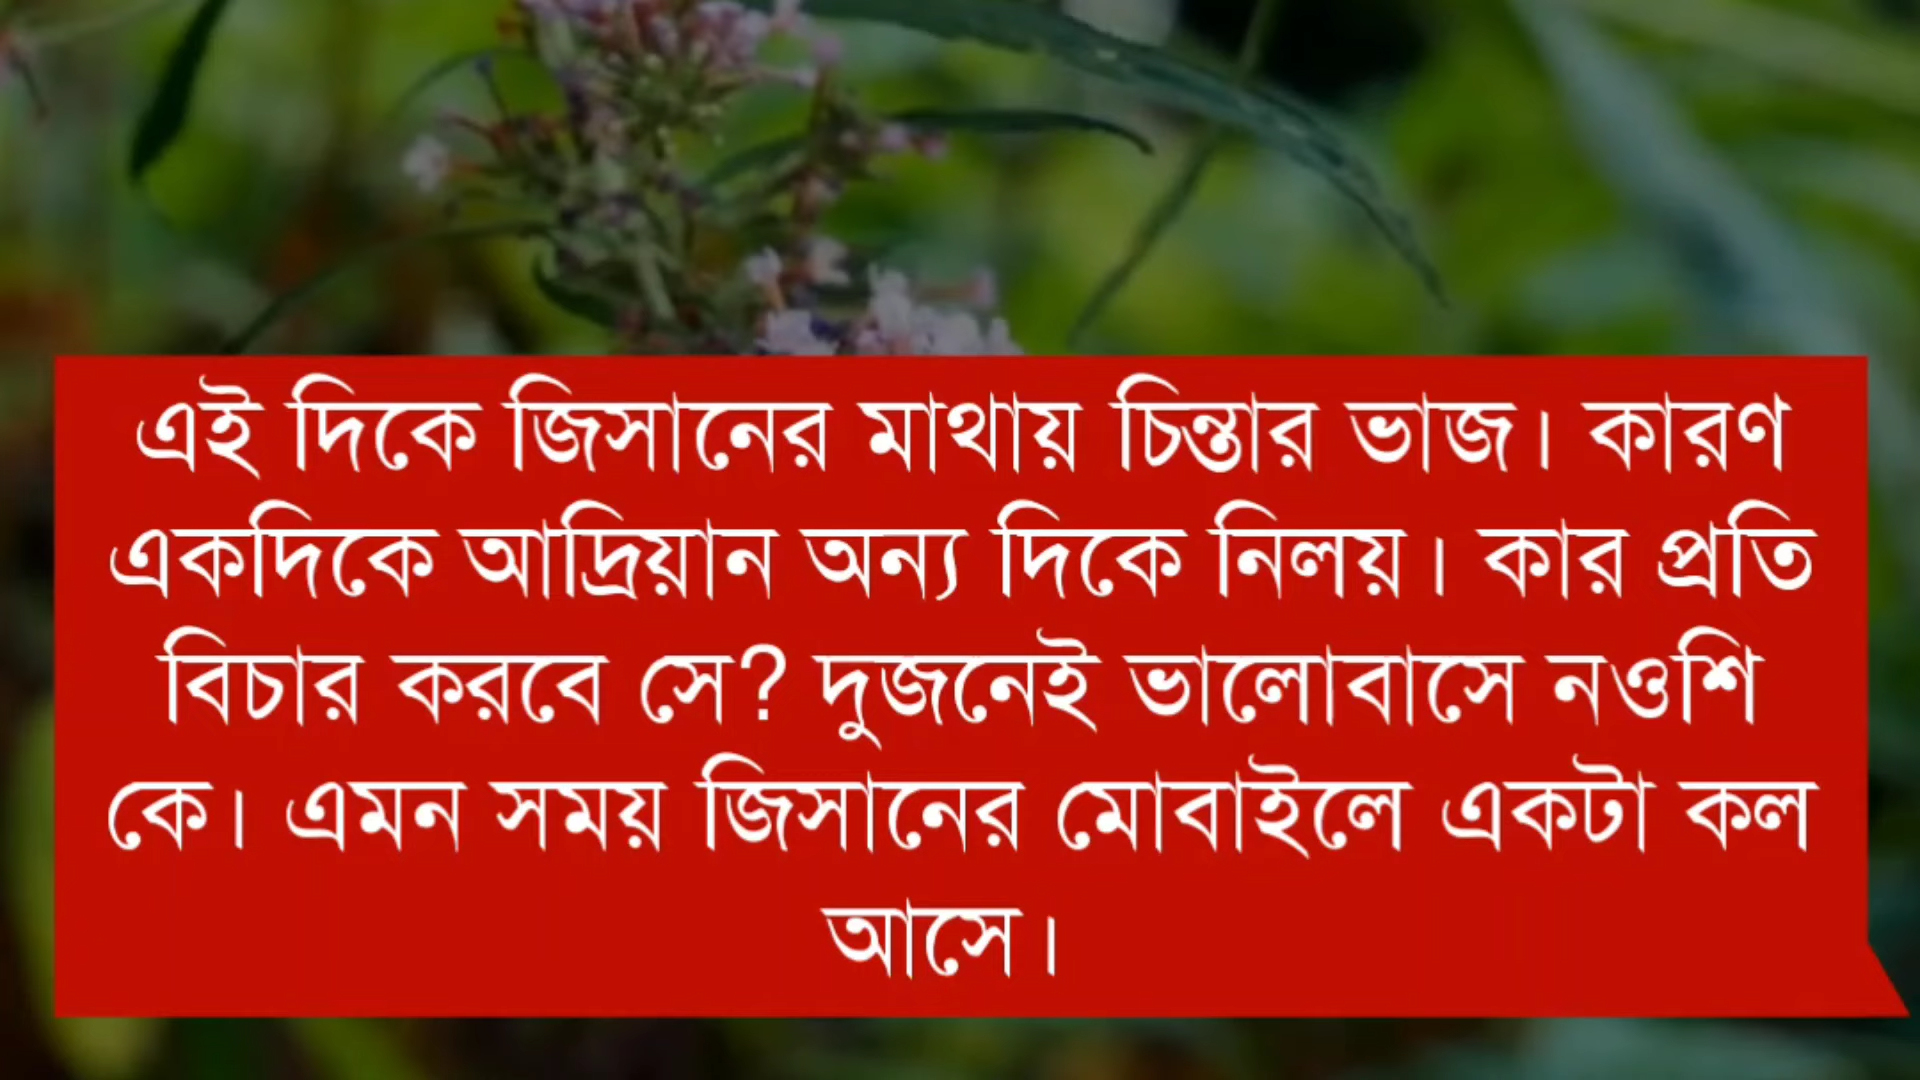 এই দিকে জিসানের মাথায় চিন্তার ভাজ। কারণ
একদিকে আদ্রিয়ান অন্য দিকে নিলয়। কার প্রতি
বিচার করবে সে? দুজনেই ভালোবাসে নওশি
কে। এমন সময় জিসানের মোবাইলে একটা কল
আসে।